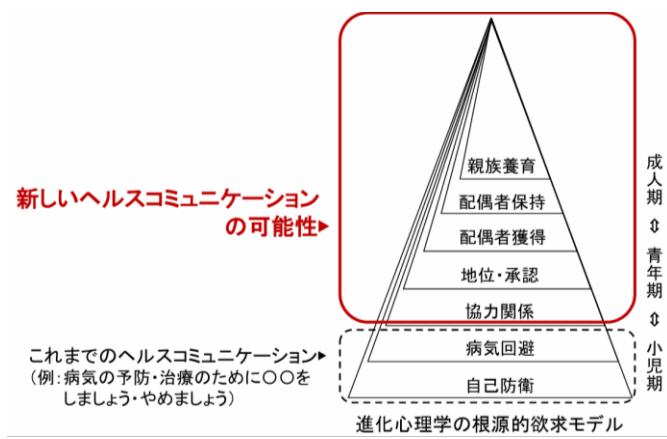 親族養育
配偶者保持
配偶者獲得
地位・承認
協力関係
病気回避
自己防衛
新しいヘルスコミュニケーション
の可能性▶
これまでのヘルスコミュニケーション▶
(例:病気の予防・治療のために〇〇を
しましょう・やめましょう)
成人期⇔青年期⇔小児期
進化心理学の根源的欲求モデル